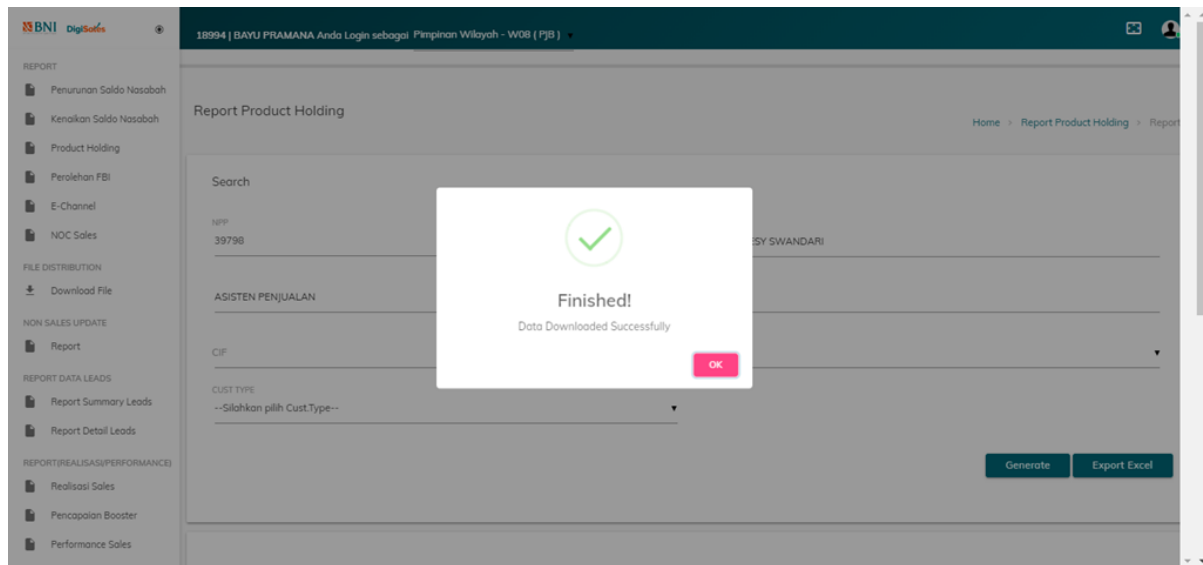 BNI DigiSales
18994 | BAYU PRAMANA Anda Login sebagai Pimpinan Wilayah - W08 ( PJB )
REPORT
Penurunan Saldo Nasabah
Kenaikan Saldo Nasabah
Product Holding
Perolehan FBI
E-Channel
NOC Sales
FILE DISTRIBUTION
Download File
NON SALES UPDATE
Report
REPORT DATA LEADS
Report Summary Leads
Report Detail Leads
REPORT(REALISASI/PERFORMANCE)
Realisasi Sales
Pencapaian Booster
Performance Sales
Report Product Holding
Home > Report Product Holding > Report
Search
NPP
39798
SY SWANDARI
ASISTEN PENJUALAN
CIF
CUST TYPE
--Silahkan pilih Cust.Type--
Generate
Export Excel
Finished!
Data Downloaded Successfully
OK